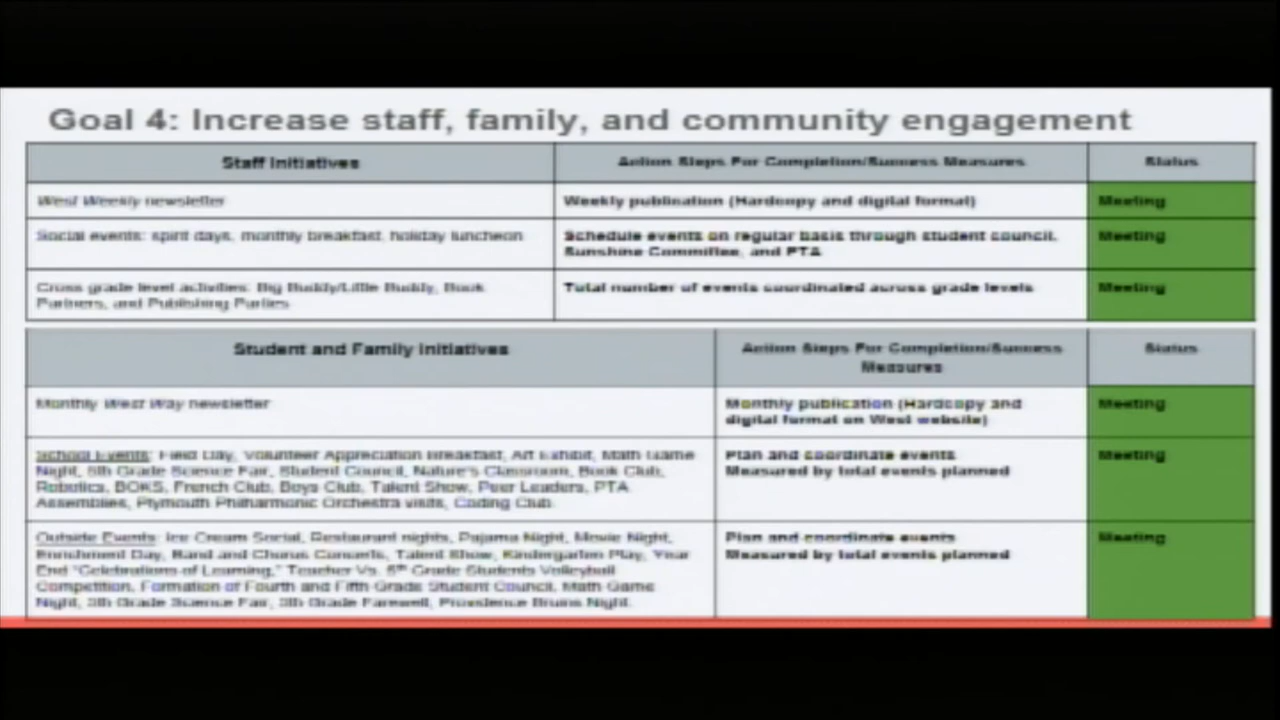 Goal 4: Increase staff, family, and community engagement
Staff Initiatives
Action Steps For Completion/Success Measures
Status
West Weekly newsletter
Weekly publication (Hardcopy and digital format)
Meeting
Social events: spirit days, monthly breakfast, holiday luncheon
Schedule events on regular basis through student council,
Sunshine Committee, and PTA
Meeting
Cross grade level activities: Big Buddy/Little Buddy, Book
Partners, and Publishing Parties
Total number of events coordinated across grade levels
Meeting
Student and Family Initiatives
Action Steps For Completion/Success
Measures
Status
Monthly West Way newsletter
Monthly publication (Hardcopy and
digital format on West website)
Meeting
School Events: Field Day, Volunteer Appreciation Breakfast, Art Exhibit, Math Game
Night, 5th Grade Science Fair, Student Council, Nature's Classroom, Book Club,
Robotics, BOKS, French Club, Boys Club, Talent Show, Peer Leaders, PTA
Assemblies, Plymouth Philharmonic Orchestra visits, Coding Club
Plan and coordinate events
Measured by total events planned
Meeting
Outside Events: Ice Cream Social, Restaurant nights, Pajama Night, Movie Night,
Enrichment Day, Band and Chorus Concerts, Talent Show, Kindergarten Play, Year
End "Celebrations of Learning," Teacher Vs. 5th Grade Students Volleyball
Competition, Formation of Fourth and Fifth Grade Student Council, Math Game
Night, 5th Grade Science Fair, 5th Grade Farewell, Providence Bruins Night.
Plan and coordinate events
Measured by total events planned
Meeting